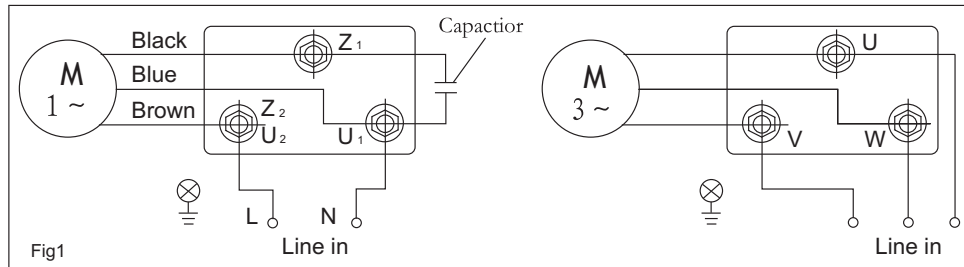 Capactior
Black
Z1
U
M
1 ~
Blue
M
3 ~
Brown
Z2
U2
U1
V
W
L
N
Line in
Line in
Fig1